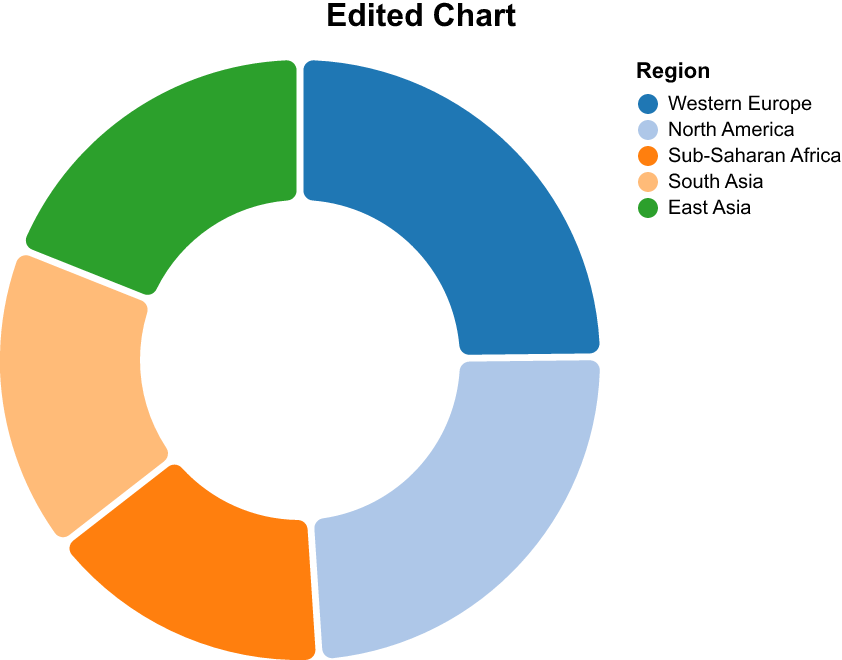 Edited Chart
Region
Western Europe
North America
Sub-Saharan Africa
South Asia
East Asia